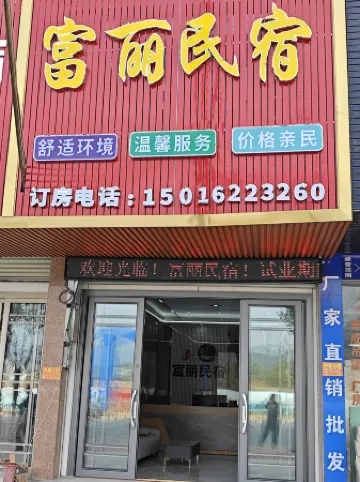 富丽民宿
舒适环境
温馨服务
价格亲民
订房电话：15016223260
欢迎光临！富丽民宿！试业期
富丽民宿
厂家直销批发